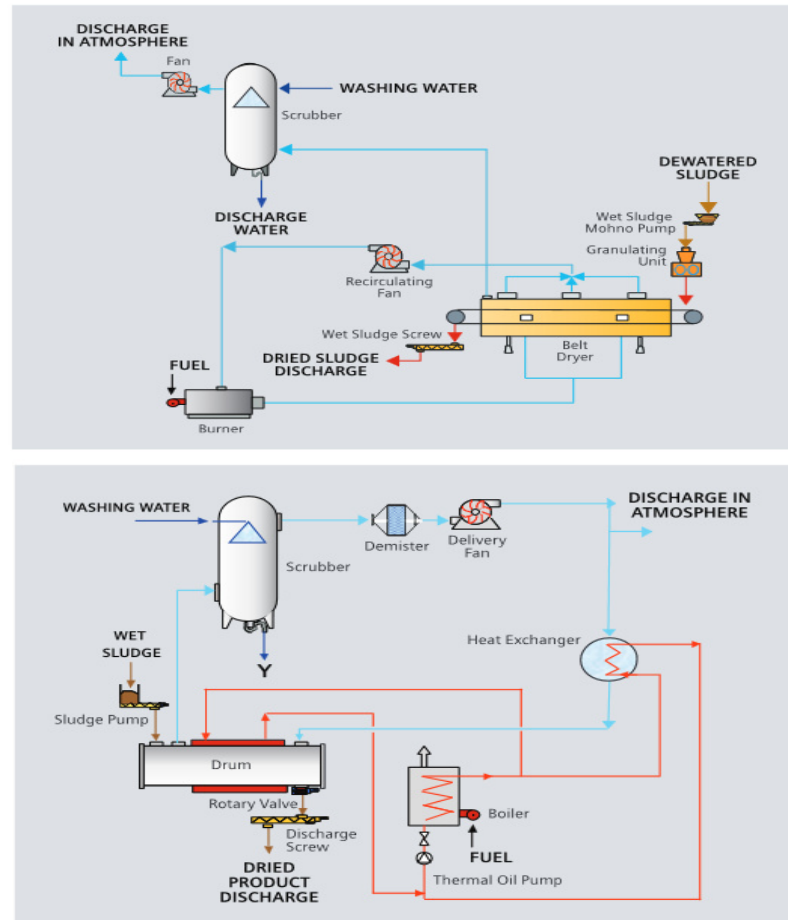 DISCHARGE
IN ATMOSPHERE
Fan
WASHING WATER
Scrubber
DEWATERED
SLUDGE
DISCHARGE
WATER
Wet Sludge
Mohno Pump
Granulating
Unit
Recirculating
Fan
Wet Sludge Screw
Belt
Dryer
DRIED SLUDGE
DISCHARGE
FUEL
Burner
WASHING WATER
DISCHARGE IN
ATMOSPHERE
Demister
Delivery
Fan
Scrubber
Heat Exchanger
WET
SLUDGE
Y
Sludge Pump
Drum
Rotary Valve
Boiler
Discharge
Screw
FUEL
DRIED
PRODUCT
DISCHARGE
Thermal Oil Pump